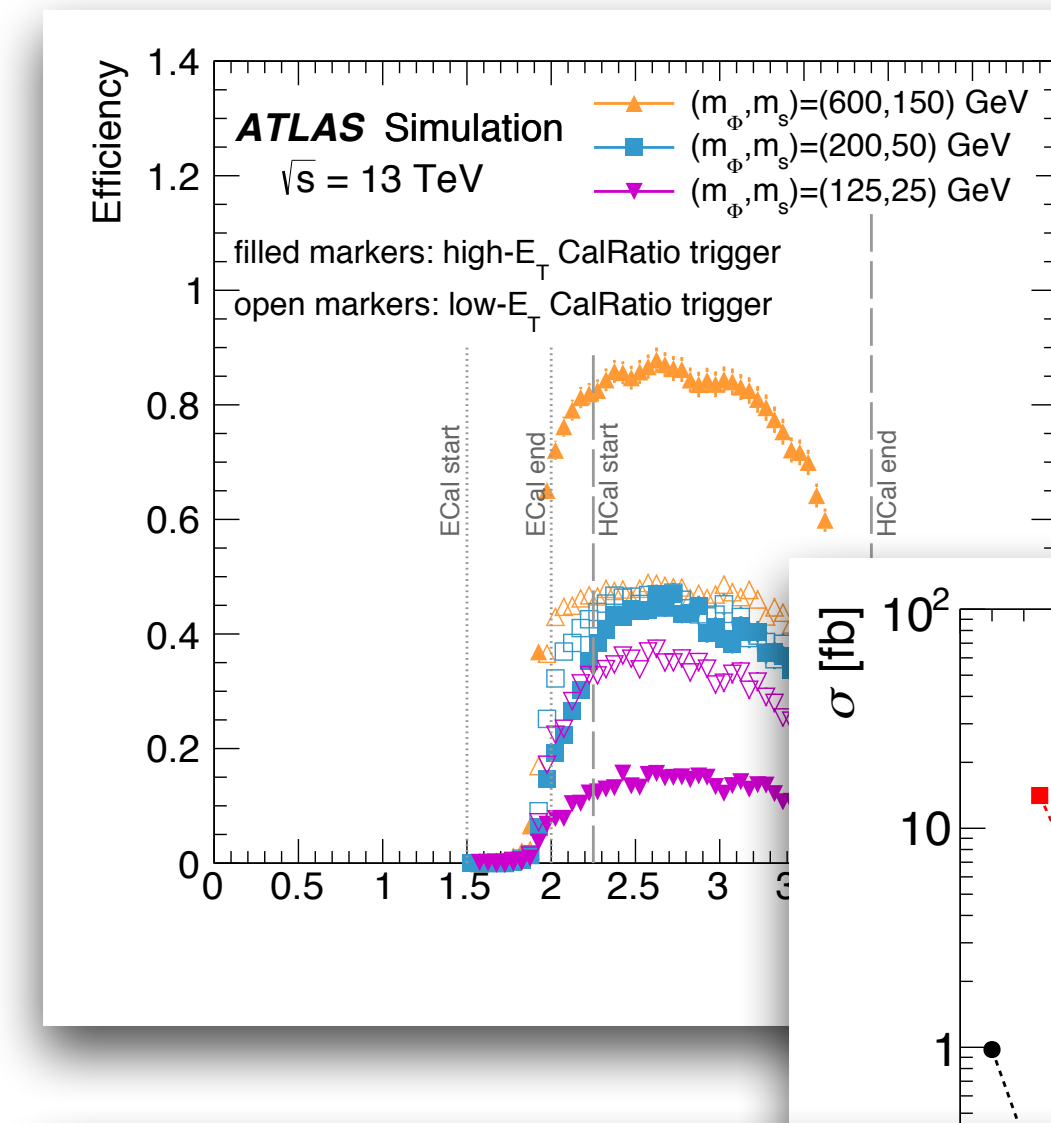 1.4
1.2
1
0.8
0.6
0.4
0.2
0
Efficiency
ATLAS Simulation
√s = 13 TeV
(m_Φ,m_s)=(600,150) GeV
(m_Φ,m_s)=(200,50) GeV
(m_Φ,m_s)=(125,25) GeV
filled markers: high-E_T CalRatio trigger
open markers: low-E_T CalRatio trigger
ECal start
ECal end
HCal start
HCal end
0 0.5 1 1.5 2 2.5 3
σ [fb]
10²
10
1